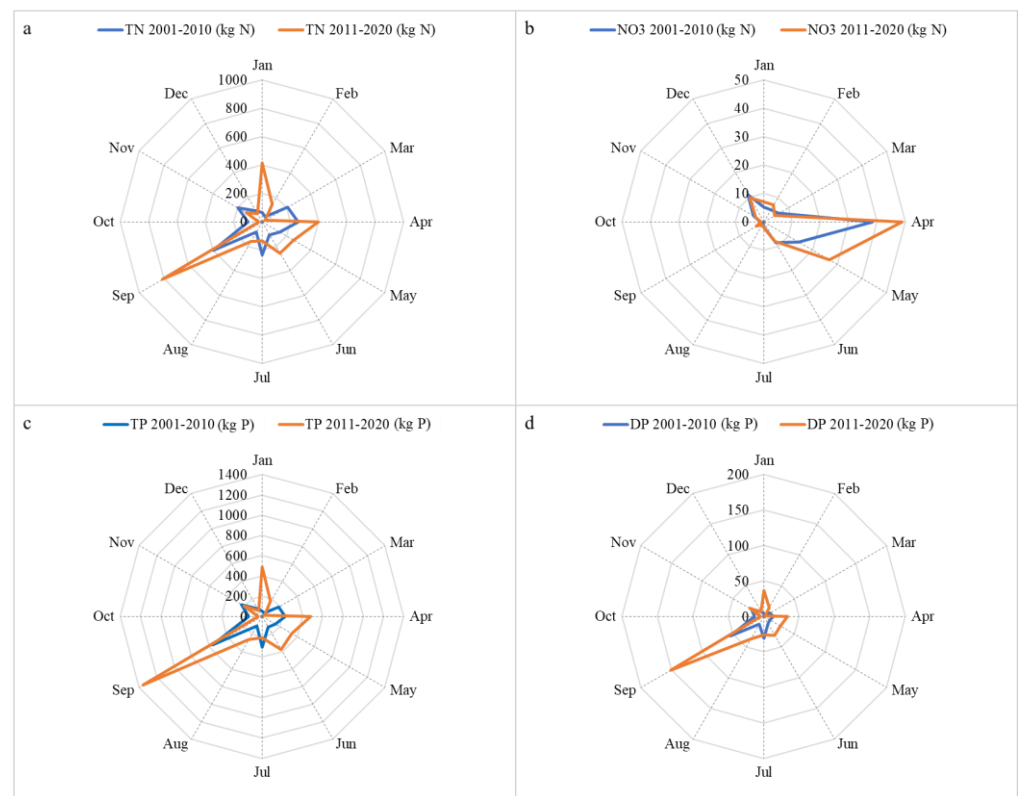 a
TN 2001-2010 (kg N) TN 2011-2020 (kg N)
Jan
1000
Dec Feb
800
600
Nov Mar
400
200
Oct 0 Apr
Sep May
Aug Jun
Jul
b
NO3 2001-2010 (kg N) NO3 2011-2020 (kg N)
Jan
50
Dec Feb
40
30
Nov Mar
20
10
Oct 0 Apr
Sep May
Aug Jun
Jul
c
TP 2001-2010 (kg P) TP 2011-2020 (kg P)
Jan
1400
Dec Feb
1200
1000
800
Nov Mar
600
400
200
Oct 0 Apr
Sep May
Aug Jun
Jul
d
DP 2001-2010 (kg P) DP 2011-2020 (kg P)
Jan
200
Dec Feb
150
100
Nov Mar
50
Oct 0 Apr
Sep May
Aug Jun
Jul